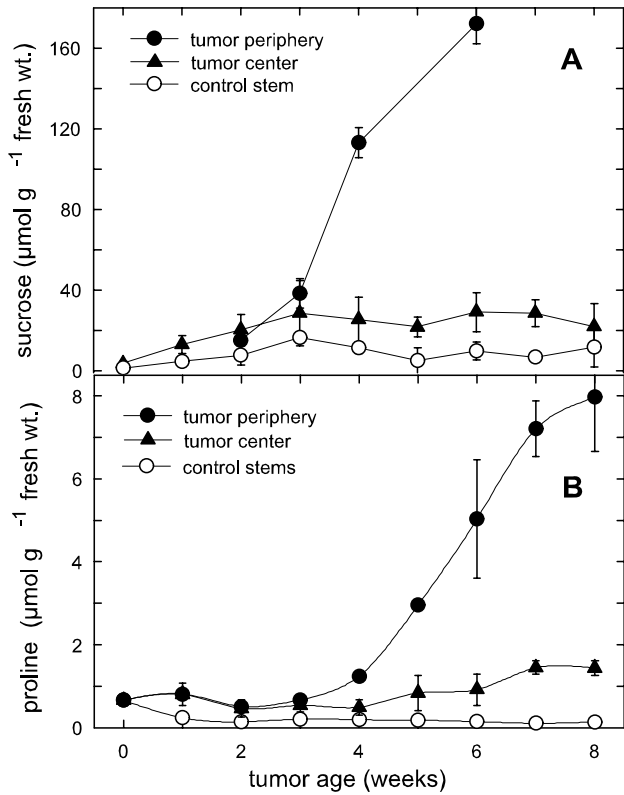 160
120
80
40
0
sucrose (µmol g⁻¹ fresh wt.)
tumor periphery
tumor center
control stem
A
8
6
4
2
0
proline (µmol g⁻¹ fresh wt.)
tumor periphery
tumor center
control stems
B
0 2 4 6 8
tumor age (weeks)